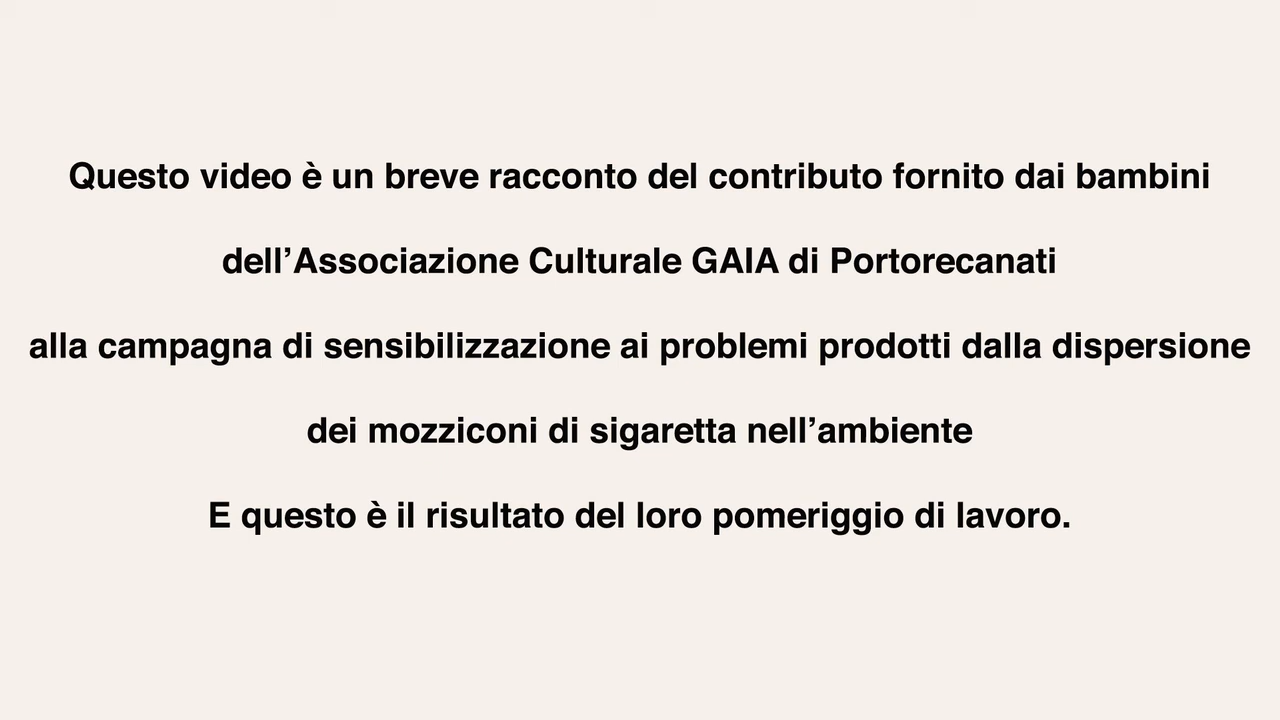 Questo video è un breve racconto del contributo fornito dai bambini
dell’Associazione Culturale GAIA di Portorecanati
alla campagna di sensibilizzazione ai problemi prodotti dalla dispersione
dei mozziconi di sigaretta nell’ambiente
E questo è il risultato del loro pomeriggio di lavoro.